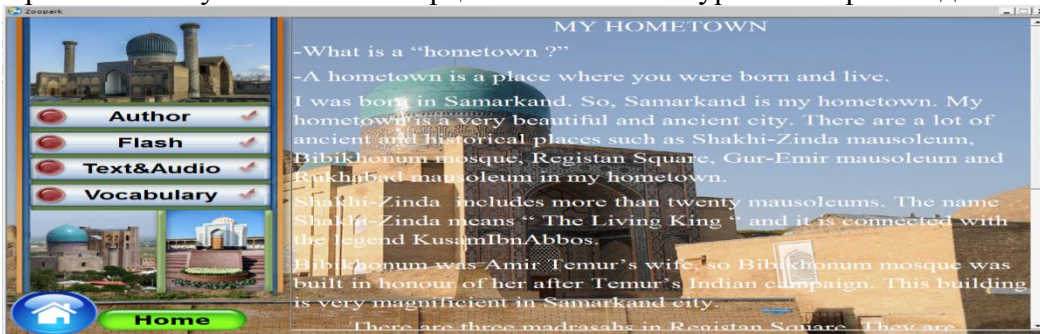 Zoopark
Author
Flash
Text&Audio
Vocabulary
Home
MY HOMETOWN
-What is a “hometown ?”
-A hometown is a place where you were born and live.
I was born in Samarkand. So, Samarkand is my hometown. My
hometown is a very beautiful and ancient city. There are a lot of
ancient and historical places such as Shakhi-Zinda mausoleum,
Bibikhonum mosque, Registan Square, Gur-Emir mausoleum and
Rukhabad mausoleum in my hometown.
Shakhi-Zinda includes more than twenty mausoleums. The name
Shakhi-Zinda means “ The Living King “ and it is connected with
the legend KusamIbnAbbos.
Bibikhonum was Amir Temur’s wife, so Bibikhonum mosque was
built in honour of her after Temur’s Indian campaign. This building
is very magnificient in Samarkand city.
There are three madrasahs in Registan Square. They are